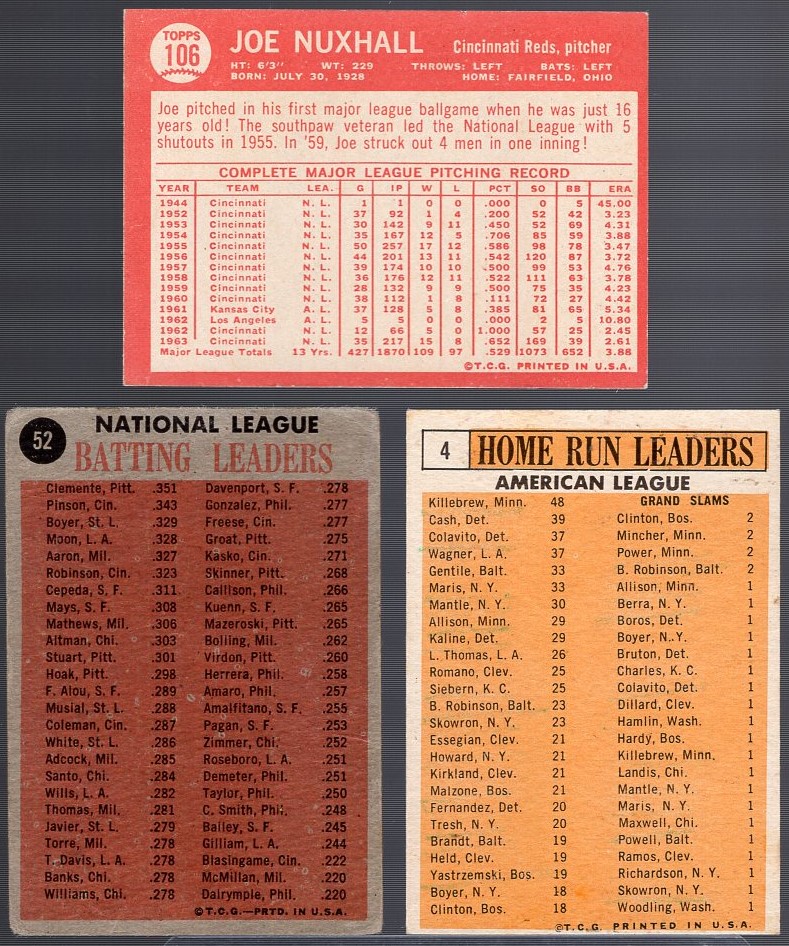 TOPPS
106
JOE NUXHALL Cincinnati Reds, pitcher
HT: 6'3" WT: 229 THROWS: LEFT BATS: LEFT
BORN: JULY 30, 1928 HOME: FAIRFIELD, OHIO
Joe pitched in his first major league ballgame when he was just 16
years old! The southpaw veteran led the National League with 5
shutouts in 1955. In '59, Joe struck out 4 men in one inning!
COMPLETE MAJOR LEAGUE PITCHING RECORD
YEAR TEAM LEA. G IP W L PCT SO BB ERA
1944 Cincinnati N. L. 1 1 0 0 .000 0 5 45.00
1952 Cincinnati N. L. 37 92 1 4 .200 52 42 3.23
1953 Cincinnati N. L. 30 142 9 11 .450 52 69 4.31
1954 Cincinnati N. L. 35 167 12 5 .706 85 59 3.88
1955 Cincinnati N. L. 50 257 17 12 .586 98 78 3.47
1956 Cincinnati N. L. 44 201 13 11 .542 120 87 3.72
1957 Cincinnati N. L. 39 174 10 10 .500 99 53 4.76
1958 Cincinnati N. L. 36 176 12 11 .522 111 63 3.78
1959 Cincinnati N. L. 28 132 9 9 .500 75 35 4.23
1960 Cincinnati N. L. 38 112 1 8 .111 72 27 4.42
1961 Kansas City A. L. 37 128 5 8 .385 81 65 5.34
1962 Los Angeles A. L. 5 5 0 0 .000 2 5 10.80
1962 Cincinnati N. L. 12 66 5 0 1.000 57 25 2.45
1963 Cincinnati N. L. 35 217 15 8 .652 169 39 2.61
Major League Totals 13 Yrs. 427 1870 109 97 .529 1073 652 3.88
©T.C.G. PRINTED IN U.S.A.
52
NATIONAL LEAGUE
BATTING LEADERS
Clemente, Pitt. .351 Davenport, S. F. .278
Pinson, Cin. .343 Gonzalez, Phil. .277
Boyer, St. L. .329 Freese, Cin. .277
Moon, L. A. .328 Groat, Pitt. .275
Aaron, Mil. .327 Kasko, Cin. .271
Robinson, Cin. .323 Skinner, Pitt. .268
Cepeda, S. F. .311 Callison, Phil. .266
Mays, S. F. .308 Kuenn, S. F. .265
Mathews, Mil. .306 Mazeroski, Pitt. .265
Altman, Chi. .303 Bolling, Mil. .262
Stuart, Pitt. .301 Virdon, Pitt. .260
Hoak, Pitt. .298 Herrera, Phil. .258
F. Alou, S. F. .289 Amaro, Phil. .257
Musial, St. L. .288 Amalfitano, S. F. .255
Coleman, Cin. .287 Pagan, S. F. .253
White, St. L. .286 Zimmer, Chi. .252
Adcock, Mil. .285 Roseboro, L. A. .251
Santo, Chi. .284 Demeter, Phil. .251
Wills, L. A. .282 Taylor, Phil. .250
Thomas, Mil. .281 C. Smith, Phil. .248
Javier, St. L. .279 Bailey, S. F. .245
Torre, Mil. .278 Gilliam, L. A. .244
T. Davis, L. A. .278 Blasingame, Cin. .222
Banks, Chi. .278 McMillan, Mil. .220
Williams, Chi. .278 Dalrymple, Phil. .220
©T.C.G.—PRTD. IN U.S.A.
4
HOME RUN LEADERS
AMERICAN LEAGUE
Killebrew, Minn. 48 GRAND SLAMS
Cash, Det. 39 Clinton, Bos. 2
Colavito, Det. 37 Mincher, Minn. 2
Wagner, L. A. 37 Power, Minn. 2
Gentile, Balt. 33 B. Robinson, Balt. 2
Maris, N. Y. 33 Allison, Minn. 1
Mantle, N. Y. 30 Berra, N. Y. 1
Allison, Minn. 29 Boros, Det. 1
Kaline, Det. 29 Boyer, N. Y. 1
L. Thomas, L. A. 26 Bruton, Det. 1
Romano, Clev. 25 Charles, K. C. 1
Siebern, K. C. 25 Colavito, Det. 1
B. Robinson, Balt. 23 Dillard, Clev. 1
Skowron, N. Y. 23 Hamlin, Wash. 1
Essegian, Clev. 21 Hardy, Bos. 1
Howard, N. Y. 21 Killebrew, Minn. 1
Kirkland, Clev. 21 Landis, Chi. 1
Malzone, Bos. 21 Mantle, N. Y. 1
Fernandez, Det. 20 Maris, N. Y. 1
Tresh, N. Y. 20 Maxwell, Chi. 1
Brandt, Balt. 19 Powell, Balt. 1
Held, Clev. 19 Ramos, Clev. 1
Yastrzemski, Bos. 19 Richardson, N. Y. 1
Boyer, N. Y. 18 Skowron, N. Y. 1
Clinton, Bos. 18 Woodling, Wash. 1
©T.C.G. PRINTED IN U.S.A.